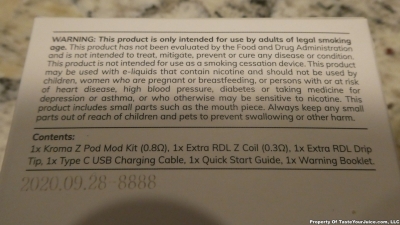 WARNING: This product is only intended for use by adults of legal smoking
age. This product has not been evaluated by the Food and Drug Administration
and is not intended to treat, mitigate, prevent or cure any disease or condition.
This product is not intended for use as a smoking cessation device. This product
may be used with e-liquids that contain nicotine and should not be used by
children, women who are pregnant or breastfeeding, or persons with or at risk
of heart disease, high blood pressure, diabetes or taking medicine for
depression or asthma, or who otherwise may be sensitive to nicotine. This
product includes small parts such as the mouth piece. Always keep any small
parts out of reach of children and pets to prevent swallowing or other harm.
Contents:
1x Kroma Z Pod Mod Kit (0.8Ω), 1x Extra RDL Z Coil (0.3Ω), 1x Extra RDL Drip
Tip, 1x Type C USB Charging Cable, 1x Quick Start Guide, 1x Warning Booklet.
2020.09.28-8888
Property Of TasteYourJuice.com, LLC